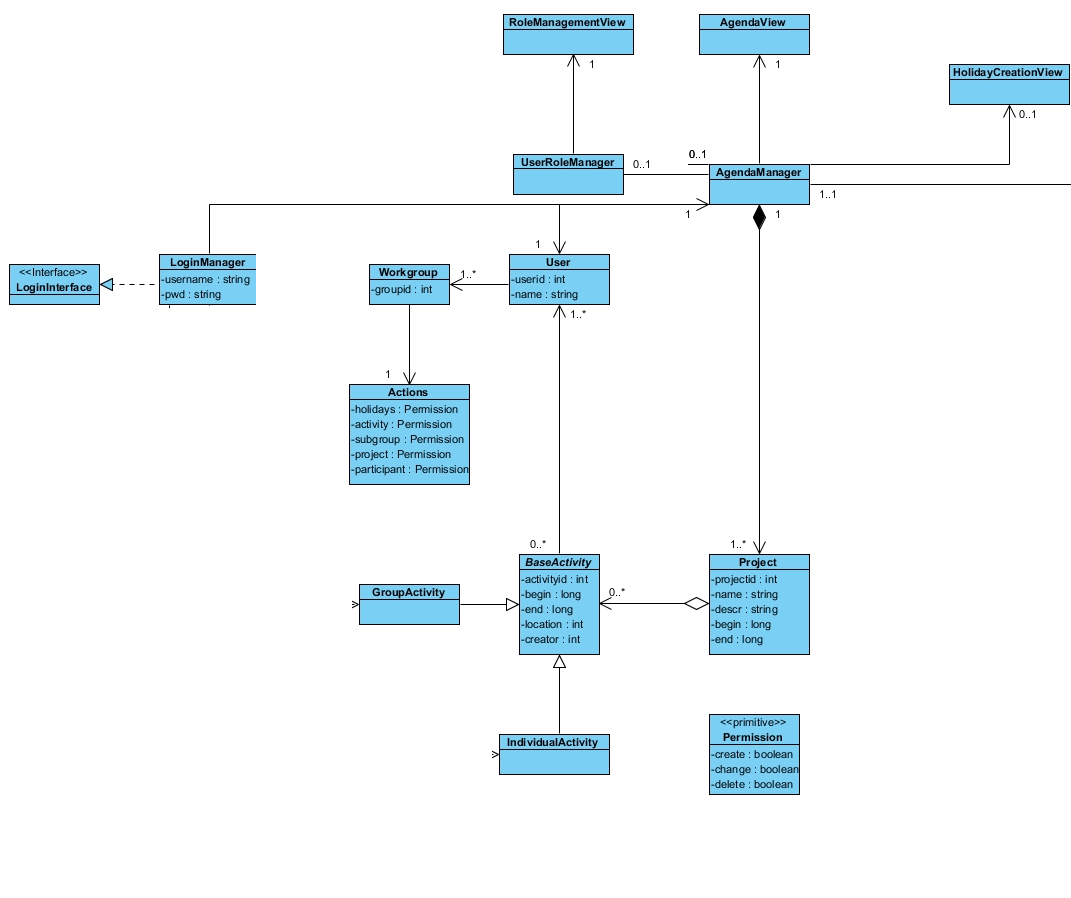 RoleManagementView
1
AgendaView
1
HolidayCreationView
0..1
UserRoleManager
0..1
0..1
AgendaManager
1..1
1
1
<<Interface>>
LoginInterface
LoginManager
-username : string
-pwd : string
Workgroup
-groupid : int
1..*
1
User
-userid : int
-name : string
1..*
1
Actions
-holidays : Permission
-activity : Permission
-subgroup : Permission
-project : Permission
-participant : Permission
0..*
BaseActivity
-activityid : int
-begin : long
-end : long
-location : int
-creator : int
GroupActivity
0..*
1..*
Project
-projectid : int
-name : string
-descr : string
-begin : long
-end : long
IndividualActivity
<<primitive>>
Permission
-create : boolean
-change : boolean
-delete : boolean